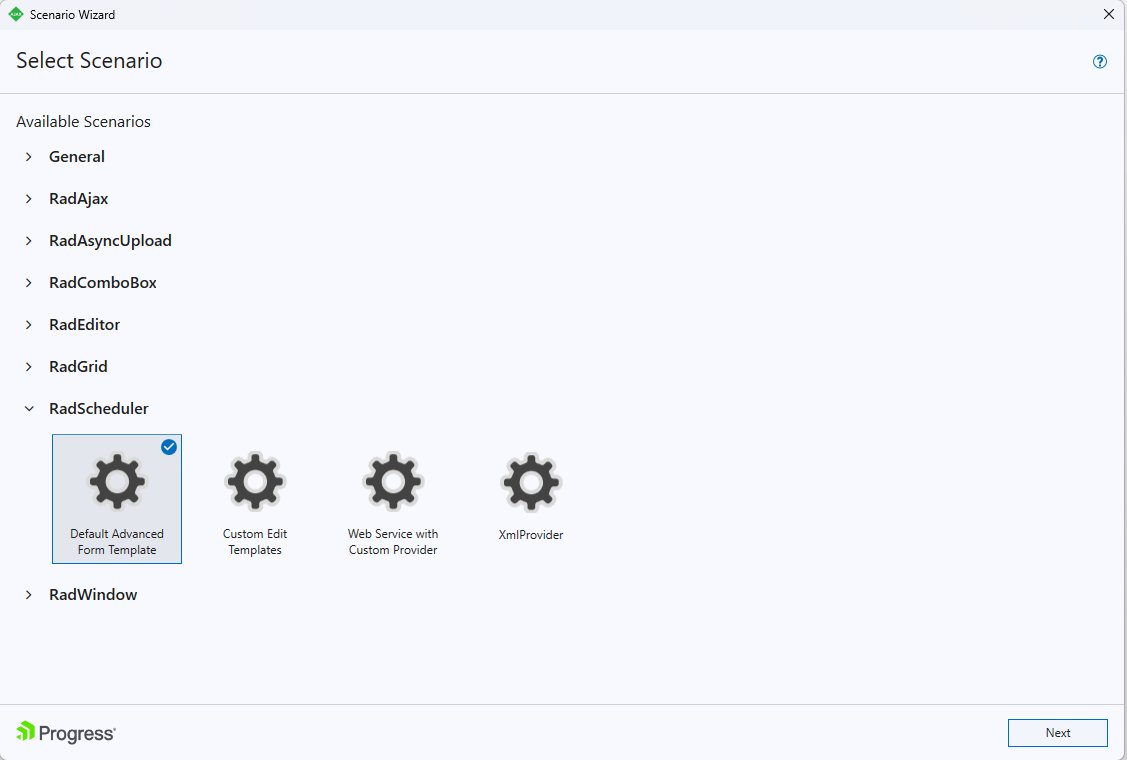 Scenario Wizard
Select Scenario
Available Scenarios
General
RadAjax
RadAsyncUpload
RadComboBox
RadEditor
RadGrid
RadScheduler
Default Advanced
Form Template
Custom Edit
Templates
Web Service with
Custom Provider
XmlProvider
RadWindow
Progress
Next